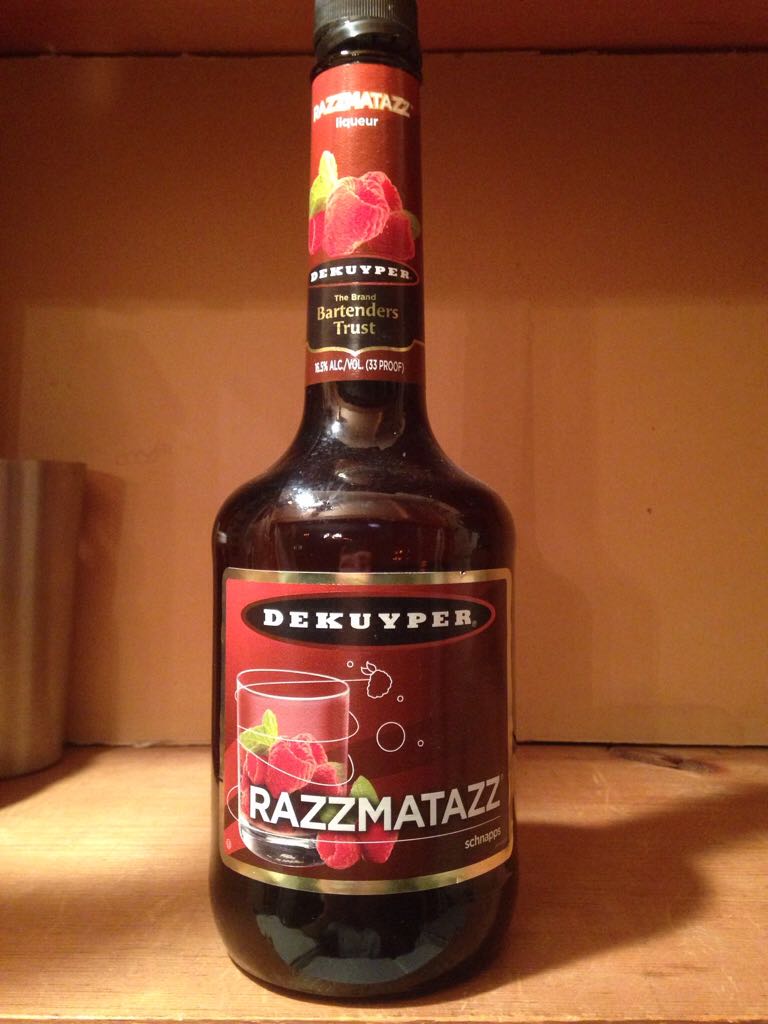 RAZZMATAZZ
liqueur
DEKUYPER
The Brand
Bartenders
Trust
16.5% ALC./VOL. (33 PROOF)
DEKUYPER®
RAZZMATAZZ
schnapps